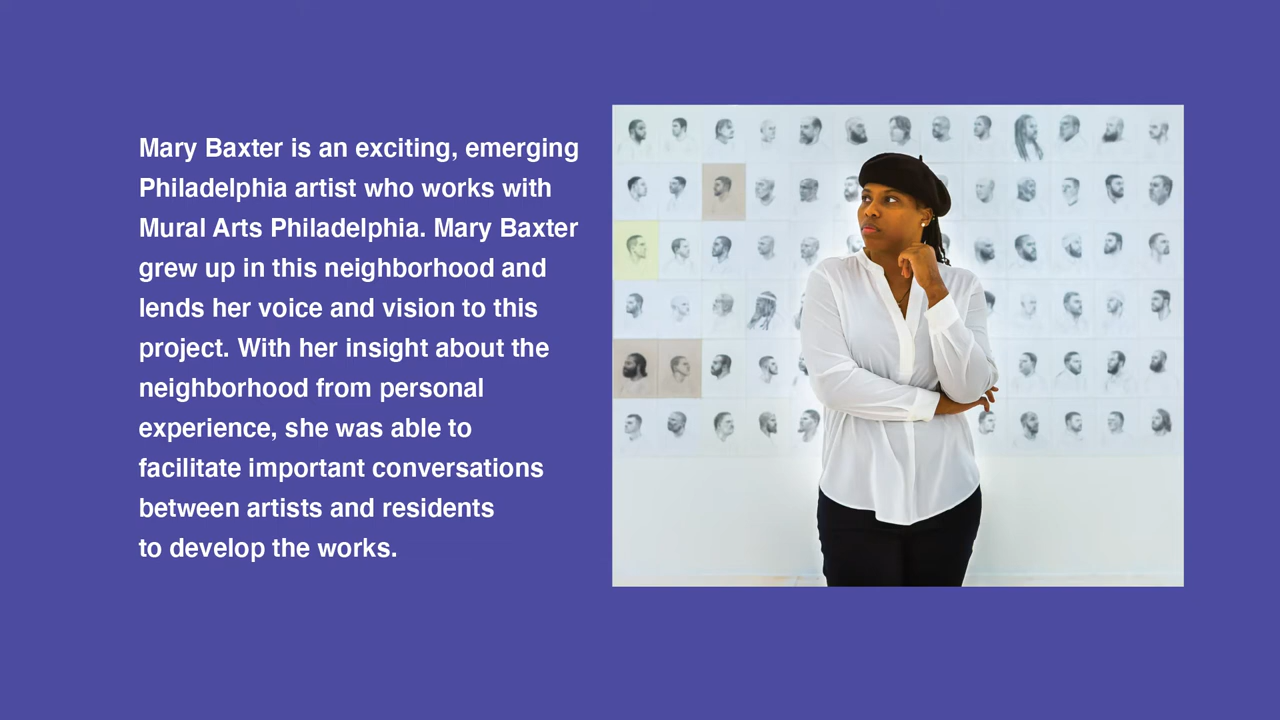 Mary Baxter is an exciting, emerging
Philadelphia artist who works with
Mural Arts Philadelphia. Mary Baxter
grew up in this neighborhood and
lends her voice and vision to this
project. With her insight about the
neighborhood from personal
experience, she was able to
facilitate important conversations
between artists and residents
to develop the works.